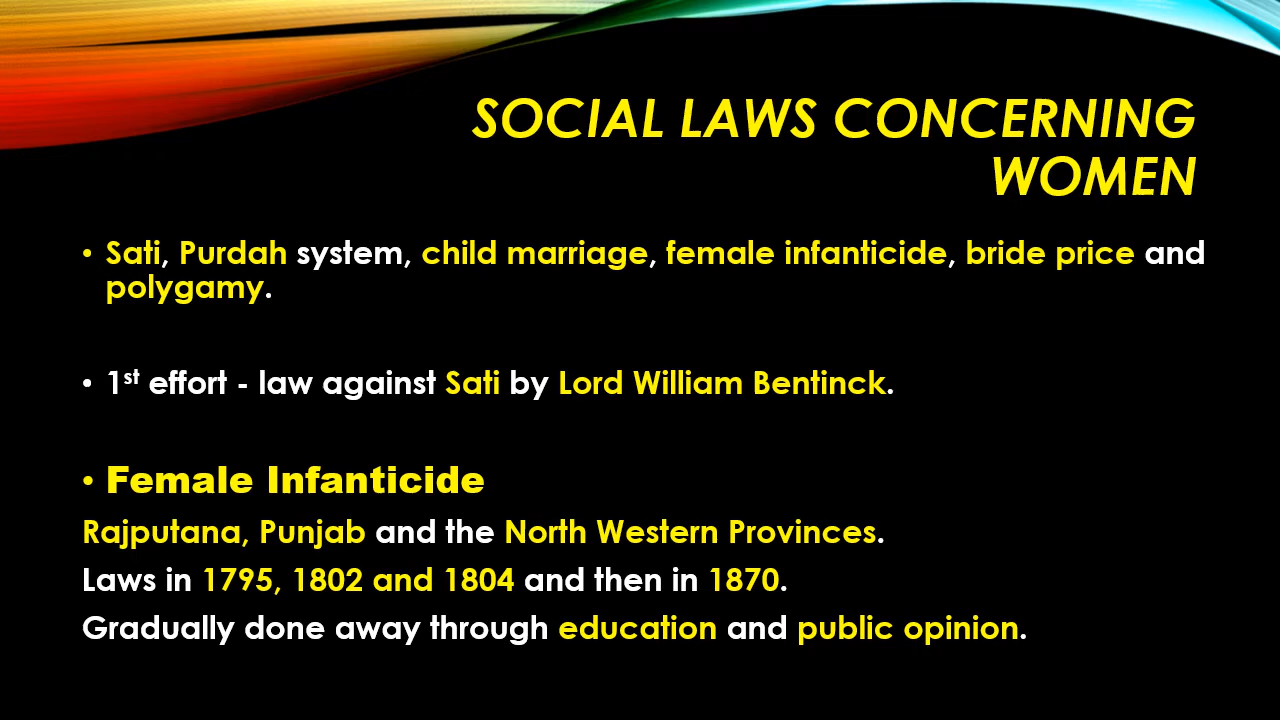 SOCIAL LAWS CONCERNING
WOMEN
• Sati, Purdah system, child marriage, female infanticide, bride price and
polygamy.
• 1st effort - law against Sati by Lord William Bentinck.
• Female Infanticide
Rajputana, Punjab and the North Western Provinces.
Laws in 1795, 1802 and 1804 and then in 1870.
Gradually done away through education and public opinion.